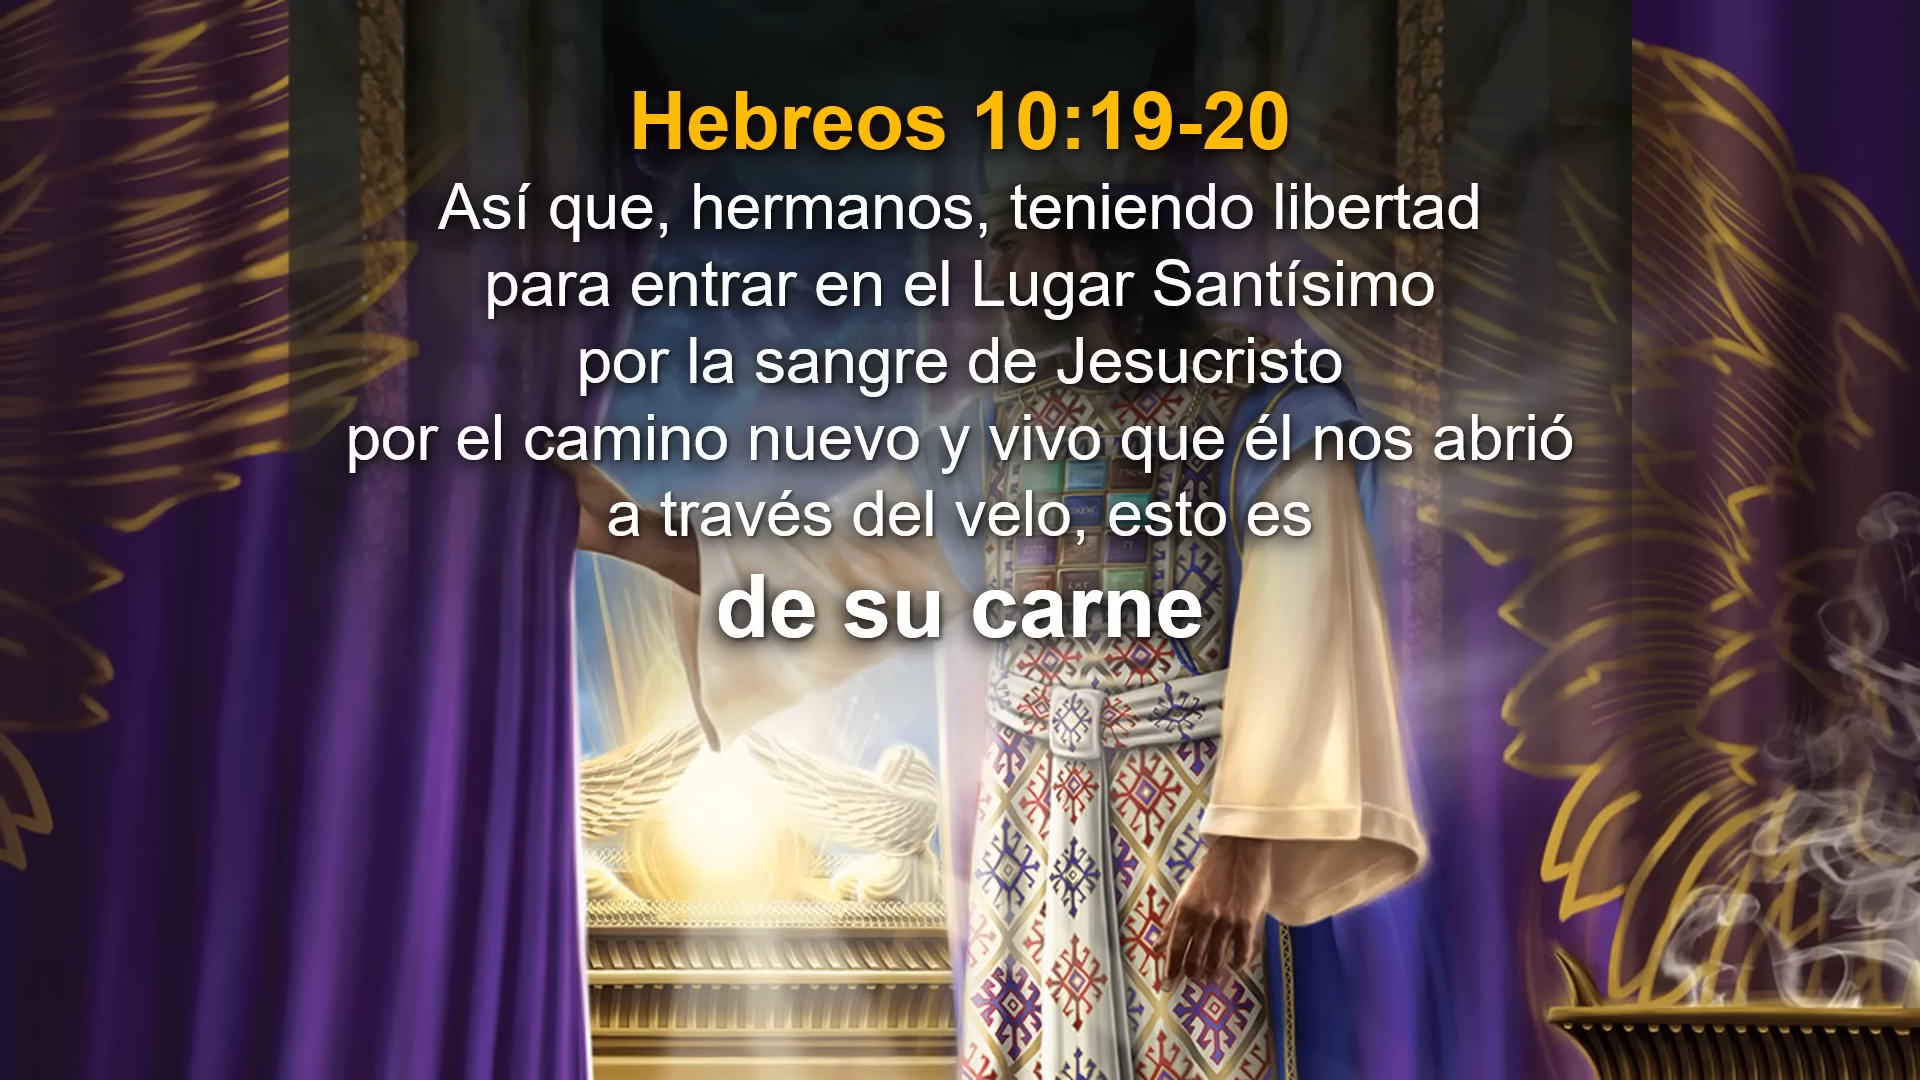 Hebreos 10:19-20
Así que, hermanos, teniendo libertad
para entrar en el Lugar Santísimo
por la sangre de Jesucristo
por el camino nuevo y vivo que él nos abrió
a través del velo, esto es
de su carne